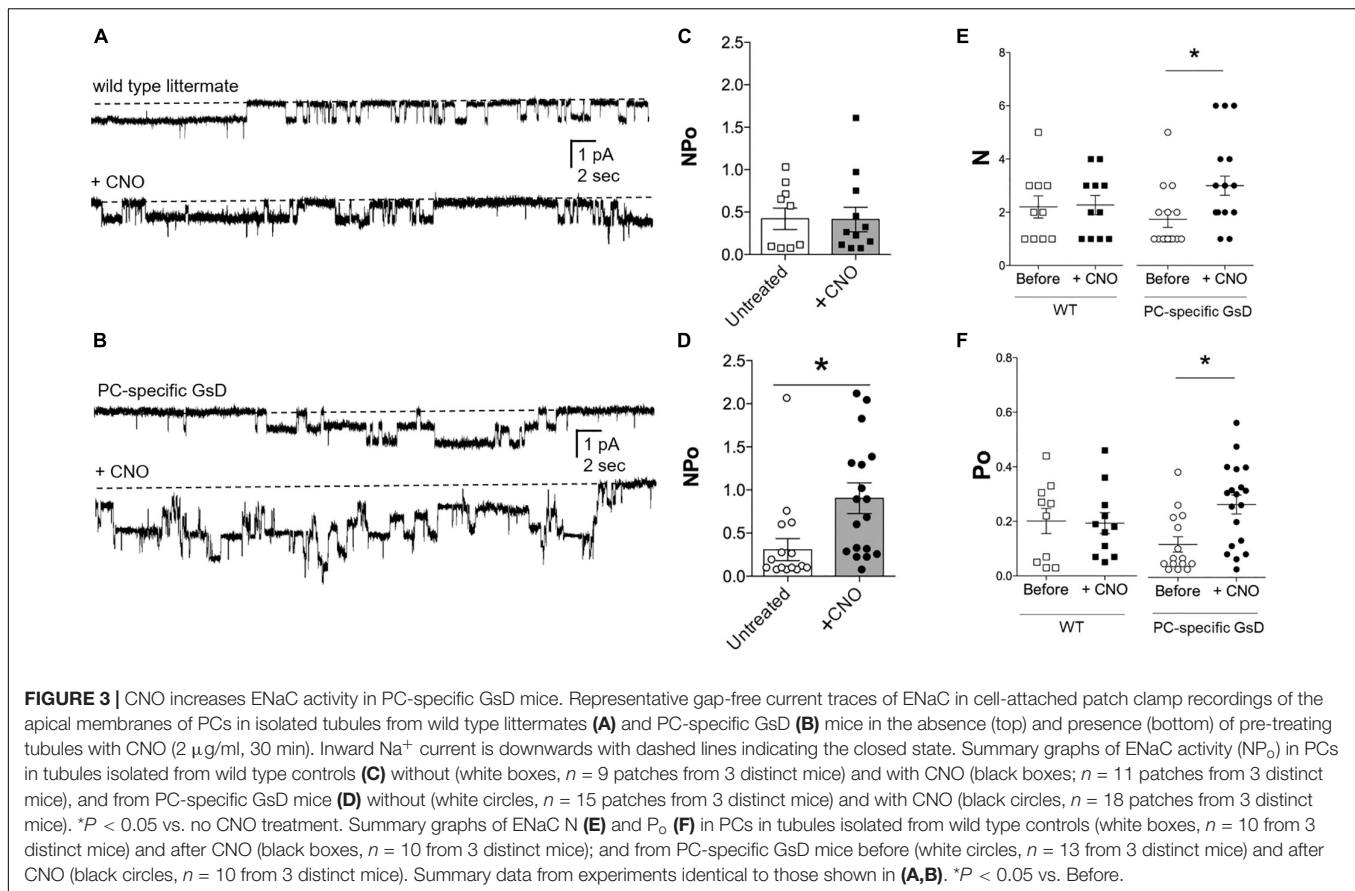 A
wild type littermate
1 pA
2 sec
+ CNO
B
PC-specific GsD
1 pA
2 sec
+ CNO
C
2.5
2.0
1.5
1.0
0.5
0.0
NPo
Untreated
+CNO
D
2.5
2.0
1.5
1.0
0.5
0.0
NPo
*
Untreated
+CNO
E
8
6
4
2
0
N
*
Before + CNO Before + CNO
WT PC-specific GsD
F
0.8
0.6
0.4
0.2
0.0
Po
*
Before + CNO Before + CNO
WT PC-specific GsD
FIGURE 3 | CNO increases ENaC activity in PC-specific GsD mice. Representative gap-free current traces of ENaC in cell-attached patch clamp recordings of the
apical membranes of PCs in isolated tubules from wild type littermates (A) and PC-specific GsD (B) mice in the absence (top) and presence (bottom) of pre-treating
tubules with CNO (2 μg/ml, 30 min). Inward Na+ current is downwards with dashed lines indicating the closed state. Summary graphs of ENaC activity (NPo) in PCs
in tubules isolated from wild type controls (C) without (white boxes, n = 9 patches from 3 distinct mice) and with CNO (black boxes; n = 11 patches from 3 distinct
mice), and from PC-specific GsD mice (D) without (white circles, n = 15 patches from 3 distinct mice) and with CNO (black circles, n = 18 patches from 3 distinct
mice). *P < 0.05 vs. no CNO treatment. Summary graphs of ENaC N (E) and Po (F) in PCs in tubules isolated from wild type controls (white boxes, n = 10 from 3
distinct mice) and after CNO (black boxes, n = 10 from 3 distinct mice); and from PC-specific GsD mice before (white circles, n = 13 from 3 distinct mice) and after
CNO (black circles, n = 10 from 3 distinct mice). Summary data from experiments identical to those shown in (A,B). *P < 0.05 vs. Before.